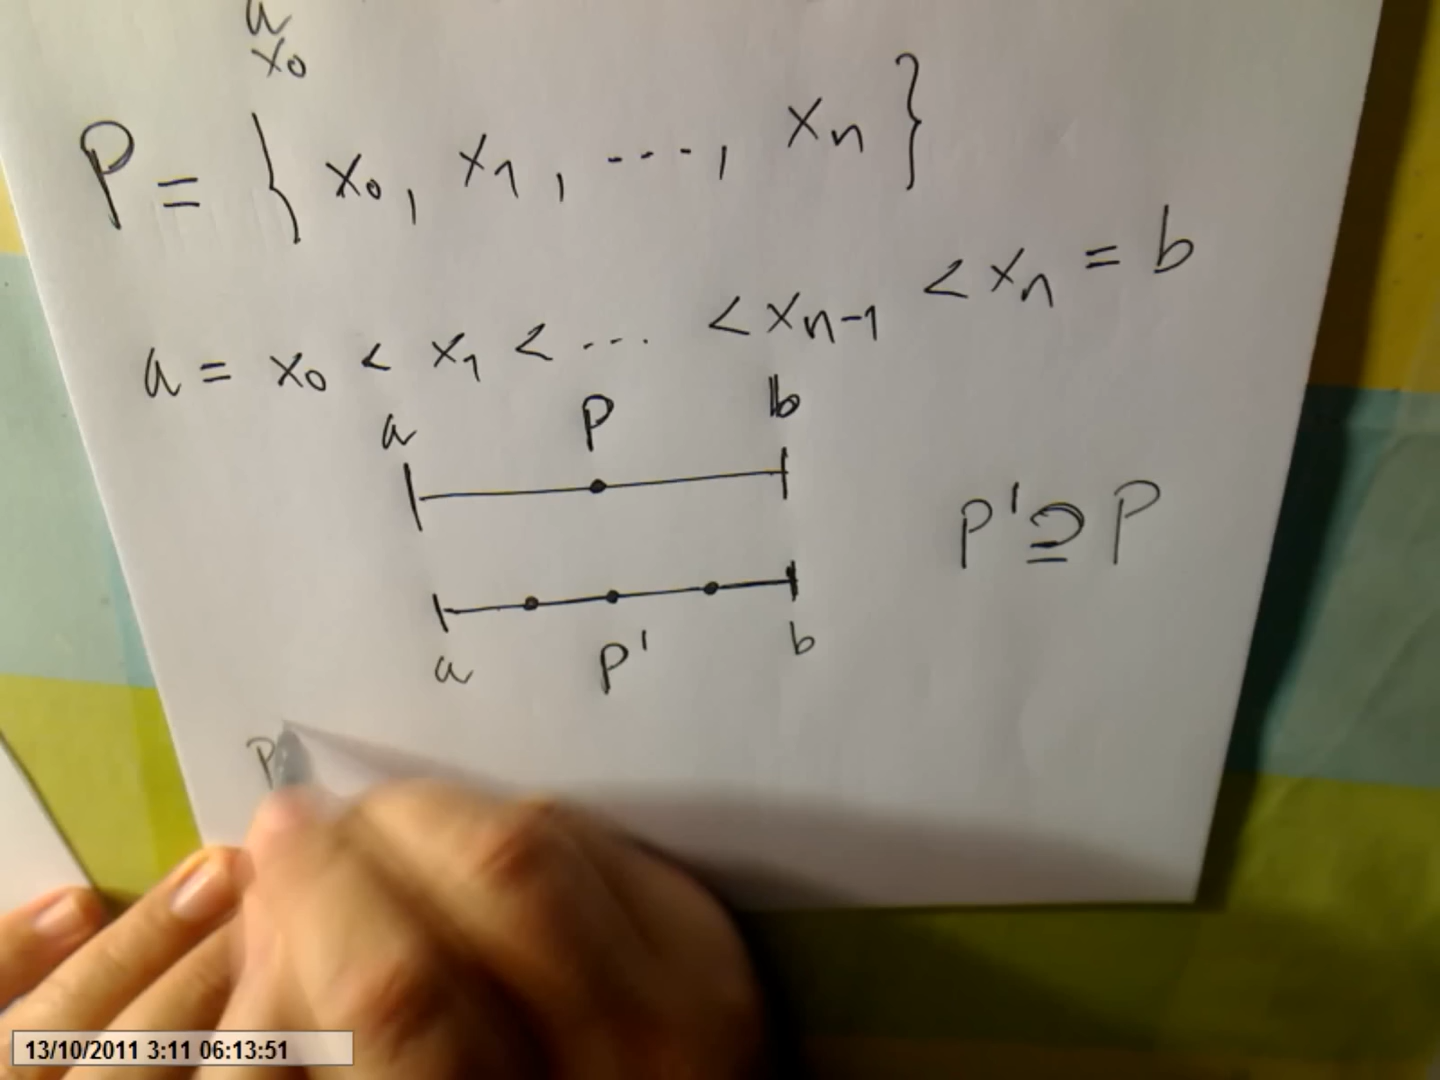 a
x₀
P = { x₀, x₁, ..., xₙ }
a = x₀ < x₁ < ... < xₙ₋₁ < xₙ = b
a P b
P' ⊇ P
a P' b
P
13/10/2011 3:11 06:13:51